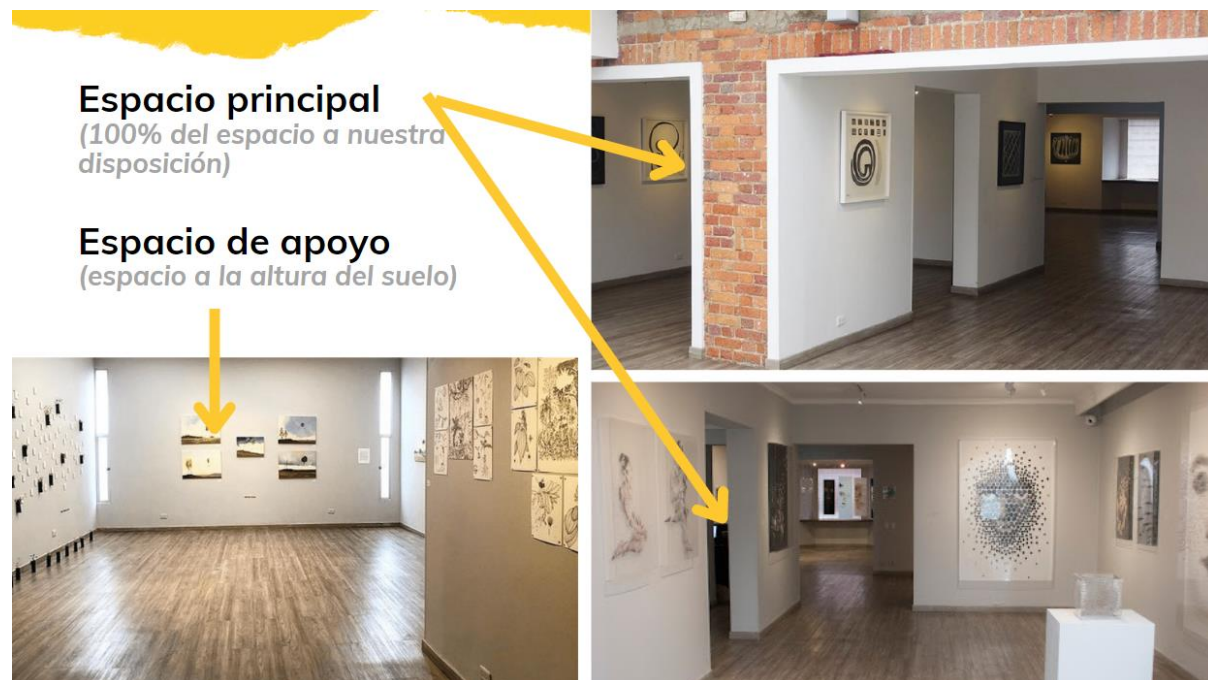 Espacio principal
(100% del espacio a nuestra
disposición)
Espacio de apoyo
(espacio a la altura del suelo)